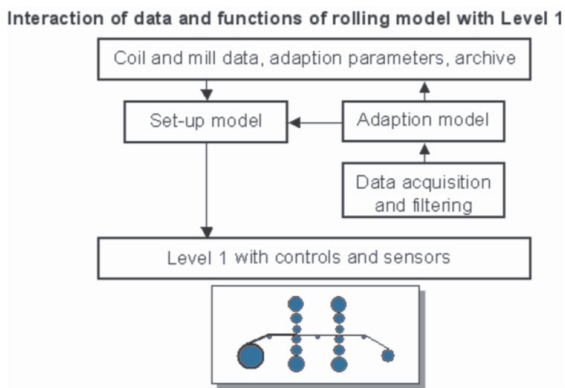 Interaction of data and functions of rolling model with Level 1
Coil and mill data, adaption parameters, archive
Set-up model
Adaption model
Data acquisition
and filtering
Level 1 with controls and sensors